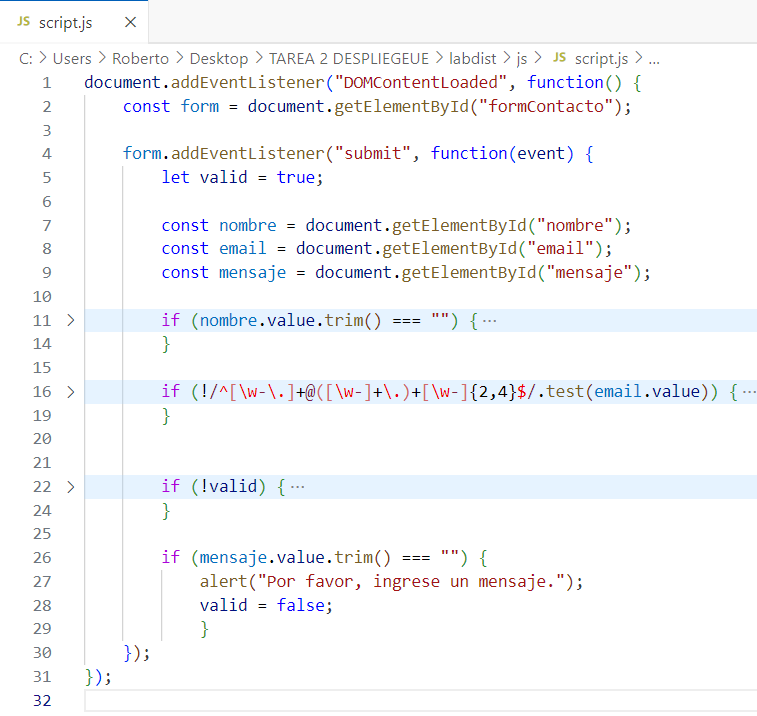 JS script.js ×
C: > Users > Roberto > Desktop > TAREA 2 DESPLIEGEUE > labdist > js > JS script.js > ...
1 document.addEventListener("DOMContentLoaded", function() {
2 const form = document.getElementById("formContacto");
3
4 form.addEventListener("submit", function(event) {
5 let valid = true;
6
7 const nombre = document.getElementById("nombre");
8 const email = document.getElementById("email");
9 const mensaje = document.getElementById("mensaje");
10
11 > if (nombre.value.trim() === "") { ···
14 }
15
16 > if (!/^[\w-\.]+@([\w-]+\.)+[\w-]{2,4}$/.test(email.value)) { ···
19 }
20
21
22 > if (!valid) { ···
24 }
25
26 if (mensaje.value.trim() === "") {
27 alert("Por favor, ingrese un mensaje.");
28 valid = false;
29 }
30 });
31 });
32